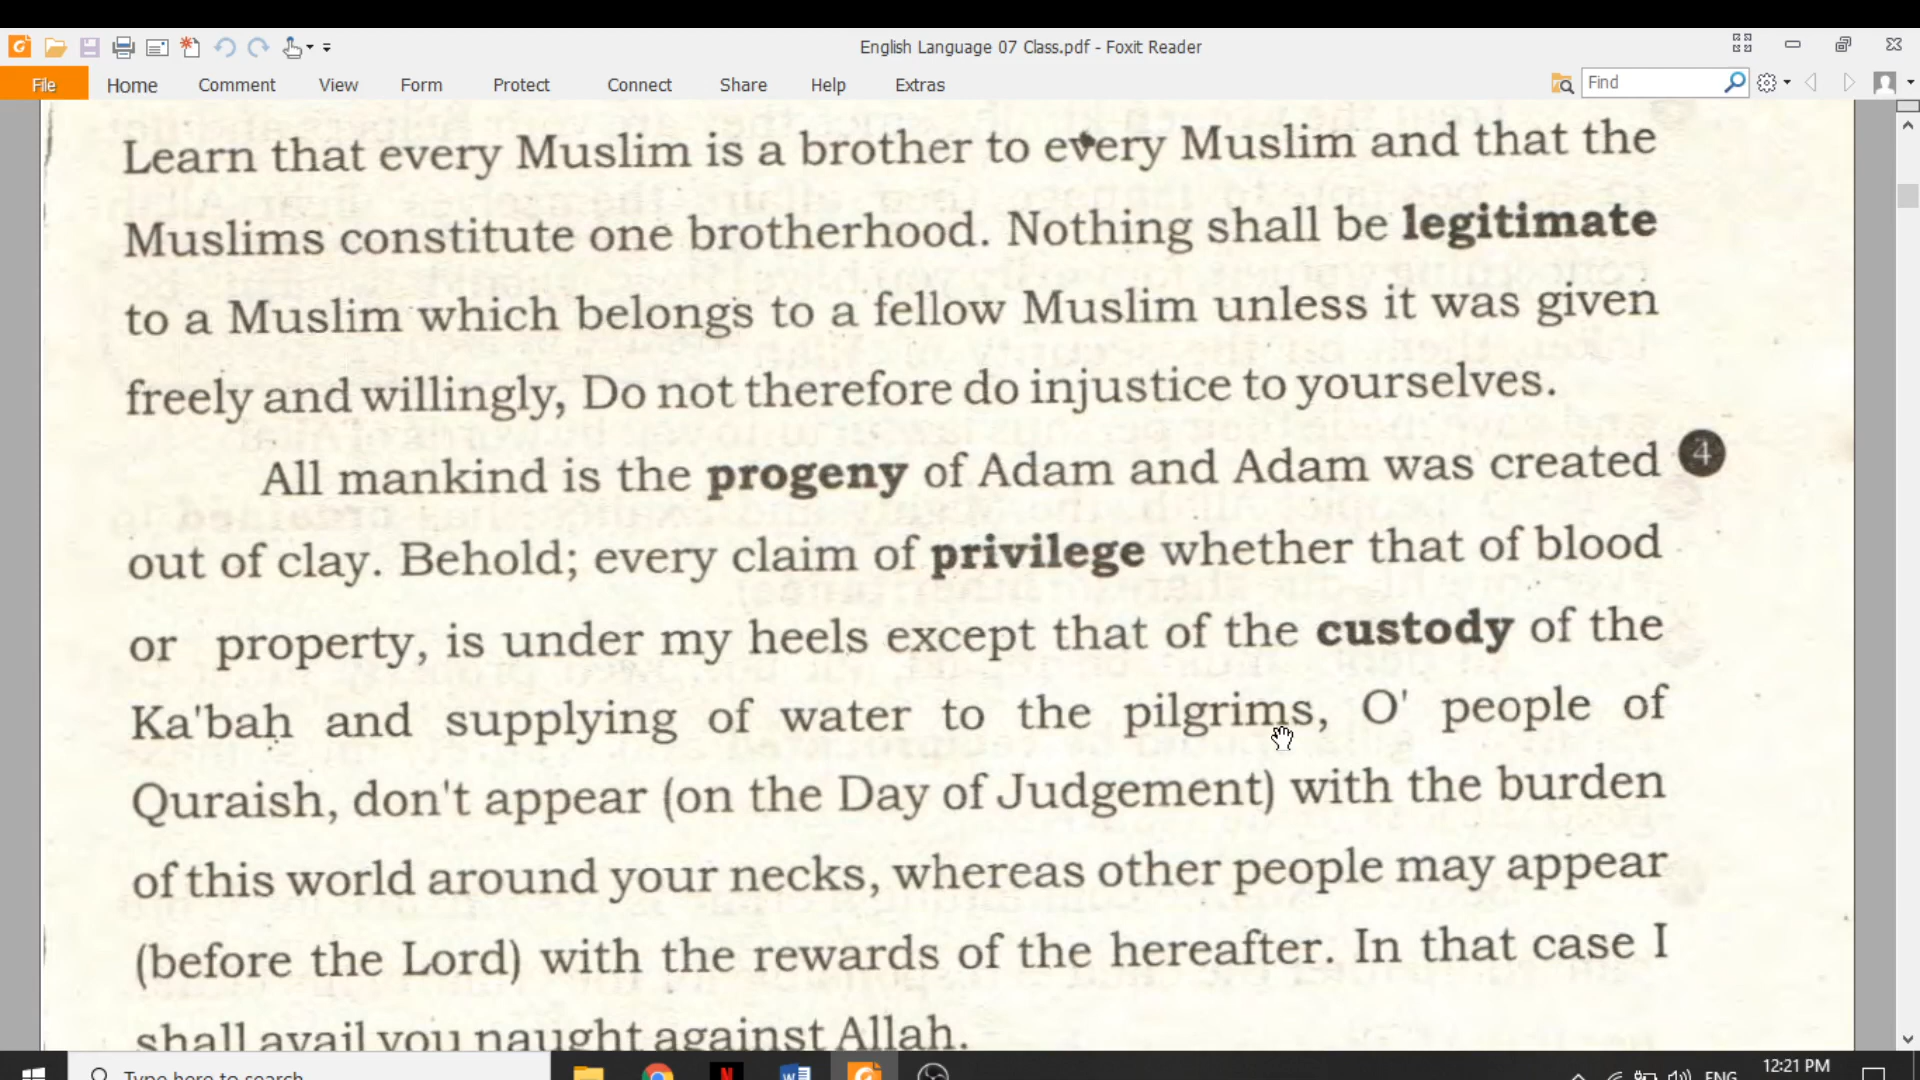 English Language 07 Class.pdf - Foxit Reader
File Home Comment View Form Protect Connect Share Help Extras Find
Learn that every Muslim is a brother to every Muslim and that the
Muslims constitute one brotherhood. Nothing shall be legitimate
to a Muslim which belongs to a fellow Muslim unless it was given
freely and willingly, Do not therefore do injustice to yourselves.
All mankind is the progeny of Adam and Adam was created 4
out of clay. Behold; every claim of privilege whether that of blood
or property, is under my heels except that of the custody of the
Ka'bah and supplying of water to the pilgrims, O' people of
Quraish, don't appear (on the Day of Judgement) with the burden
of this world around your necks, whereas other people may appear
(before the Lord) with the rewards of the hereafter. In that case I
shall avail you naught against Allah.
Type here to search
ENG 12:21 PM